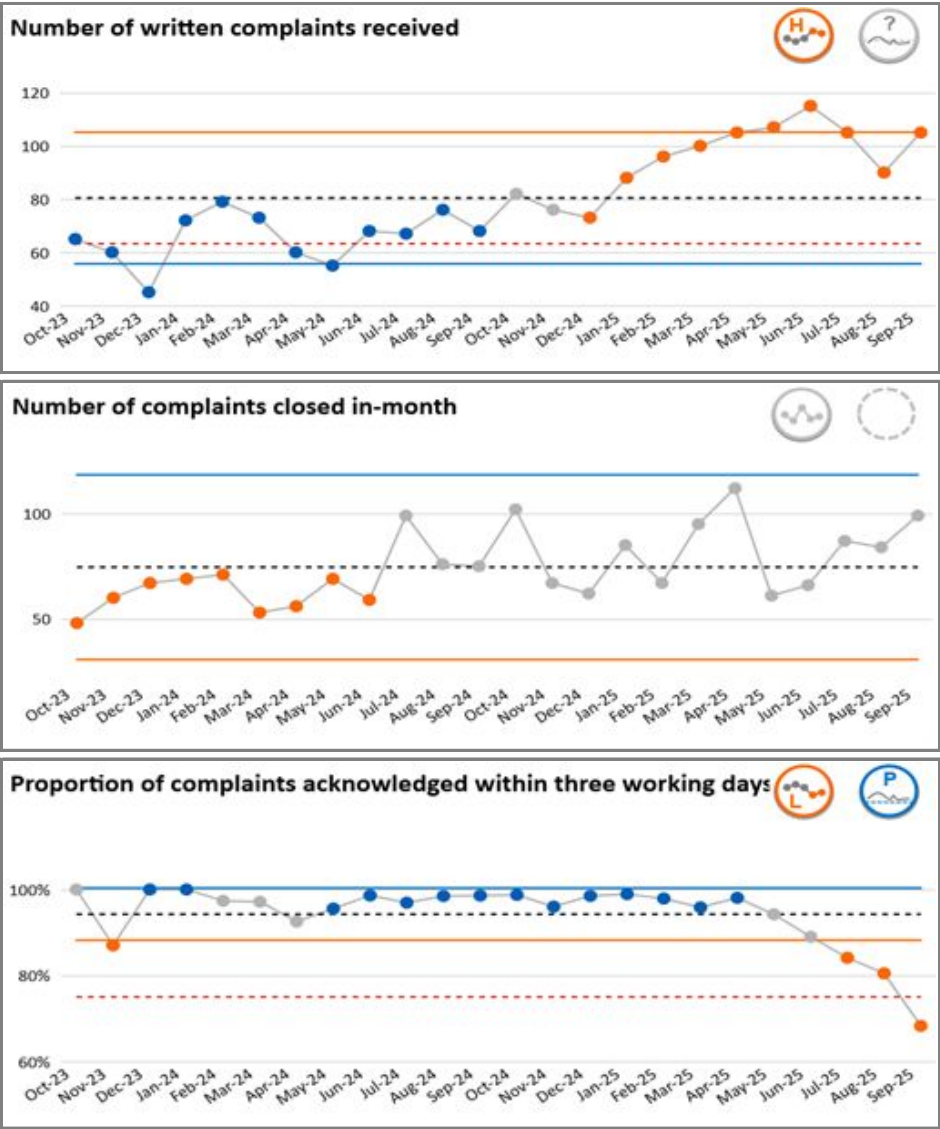 Number of written complaints received
H
?
120
100
80
60
40
Oct-23 Nov-23 Dec-23 Jan-24 Feb-24 Mar-24 Apr-24 May-24 Jun-24 Jul-24 Aug-24 Sep-24 Oct-24 Nov-24 Dec-24 Jan-25 Feb-25 Mar-25 Apr-25 May-25 Jun-25 Jul-25 Aug-25 Sep-25
Number of complaints closed in-month
100
50
Oct-23 Nov-23 Dec-23 Jan-24 Feb-24 Mar-24 Apr-24 May-24 Jun-24 Jul-24 Aug-24 Sep-24 Oct-24 Nov-24 Dec-24 Jan-25 Feb-25 Mar-25 Apr-25 May-25 Jun-25 Jul-25 Aug-25 Sep-25
Proportion of complaints acknowledged within three working days
L
P
100%
80%
60%
Oct-23 Nov-23 Dec-23 Jan-24 Feb-24 Mar-24 Apr-24 May-24 Jun-24 Jul-24 Aug-24 Sep-24 Oct-24 Nov-24 Dec-24 Jan-25 Feb-25 Mar-25 Apr-25 May-25 Jun-25 Jul-25 Aug-25 Sep-25